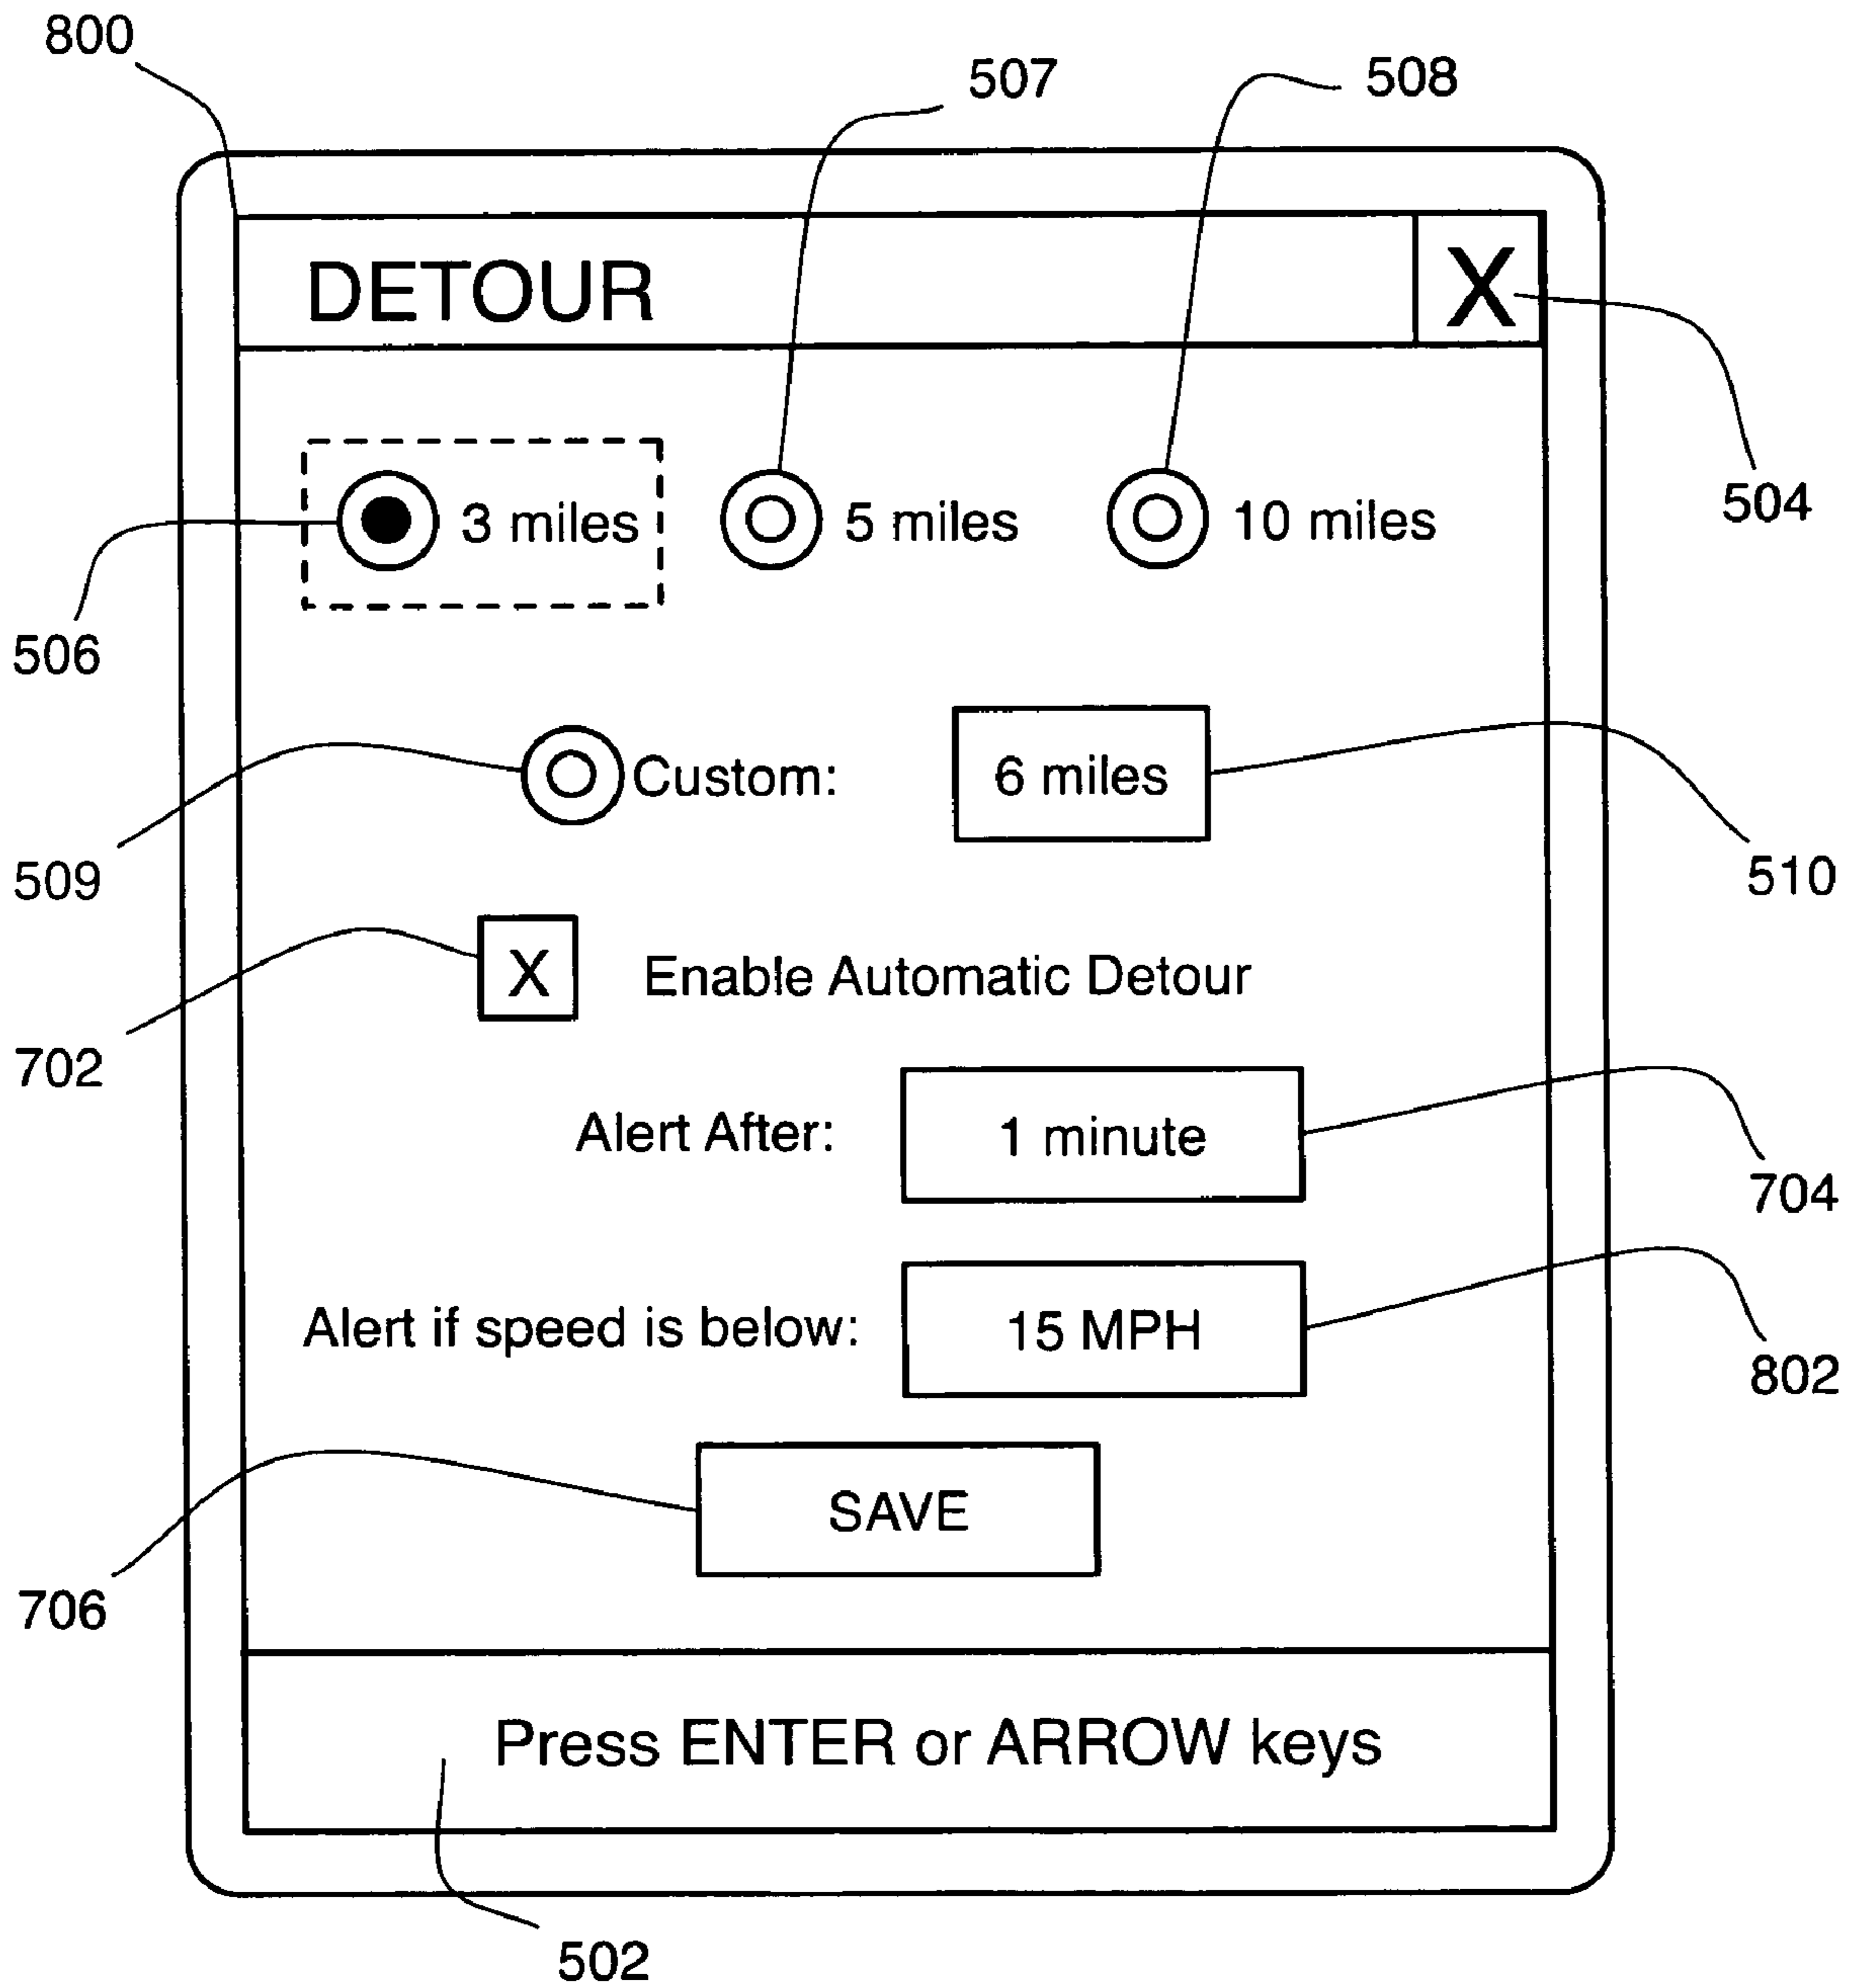 800
507
508
DETOUR
X
504
3 miles
5 miles
10 miles
506
Custom:
6 miles
509
510
X
Enable Automatic Detour
702
Alert After:
1 minute
704
Alert if speed is below:
15 MPH
802
SAVE
706
Press ENTER or ARROW keys
502